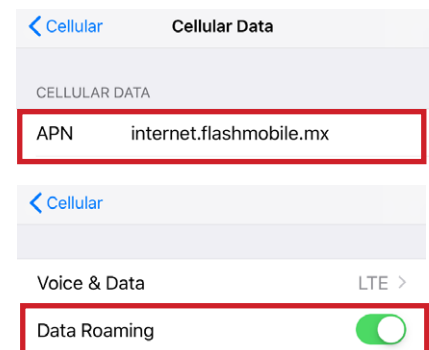 Cellular Cellular Data
CELLULAR DATA
APN internet.flashmobile.mx
Cellular
Voice & Data LTE
Data Roaming